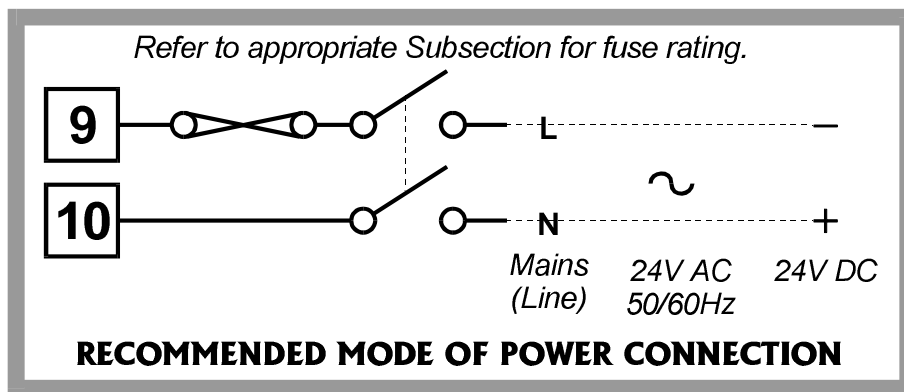 Refer to appropriate Subsection for fuse rating.
9 L −
10 N +
Mains 24V AC 24V DC
(Line) 50/60Hz
RECOMMENDED MODE OF POWER CONNECTION